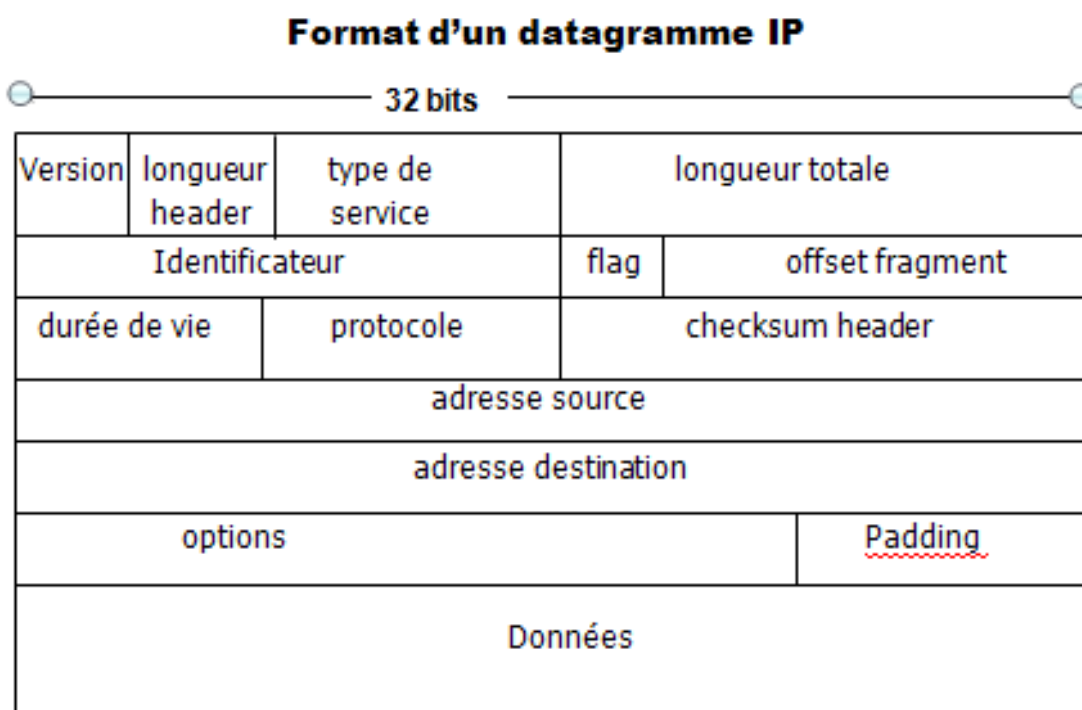 Format d’un datagramme IP
32 bits
Version longueur type de longueur totale
header service
Identificateur flag offset fragment
durée de vie protocole checksum header
adresse source
adresse destination
options Padding
Données